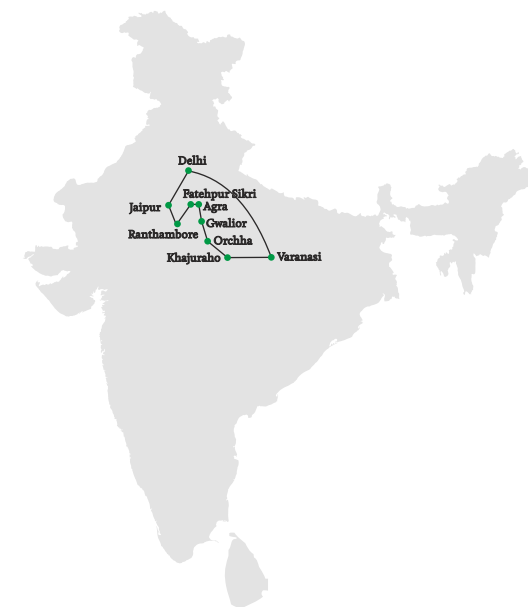 Delhi
Fatehpur Sikri
Jaipur
Agra
Gwalior
Ranthambore
Orchha
Khajuraho
Varanasi